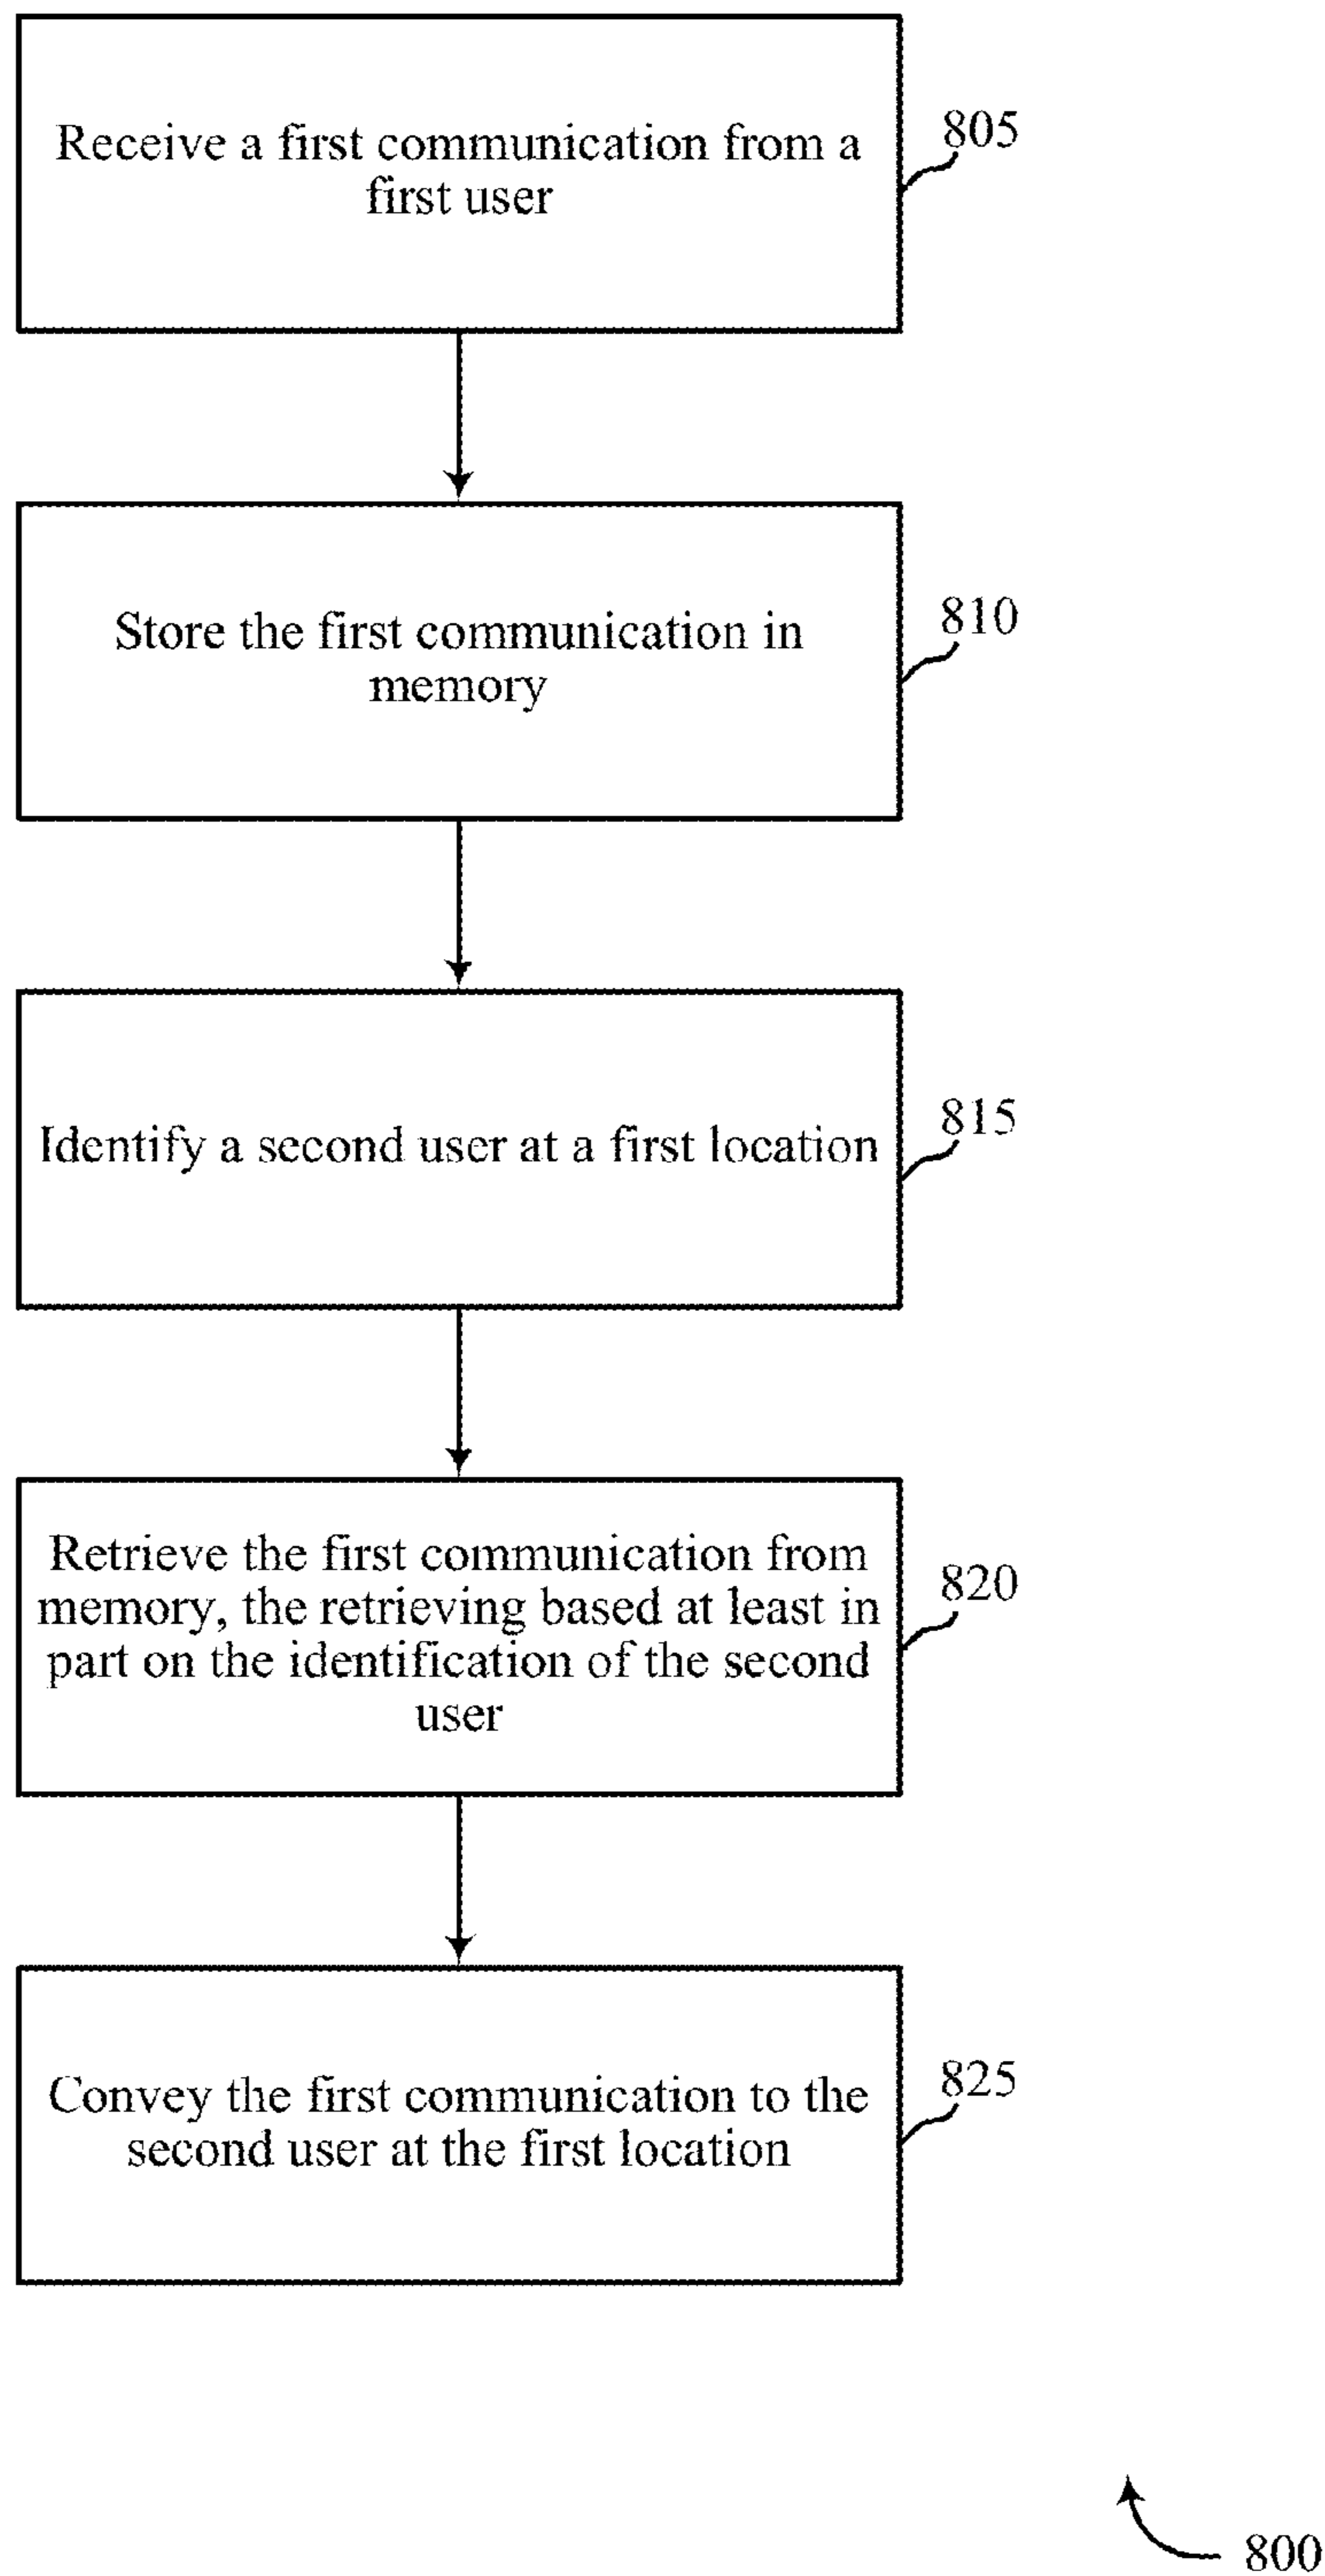 Receive a first communication from a
first user
805
Store the first communication in
memory
810
Identify a second user at a first location
815
Retrieve the first communication from
memory, the retrieving based at least in
part on the identification of the second
user
820
Convey the first communication to the
second user at the first location
825
800